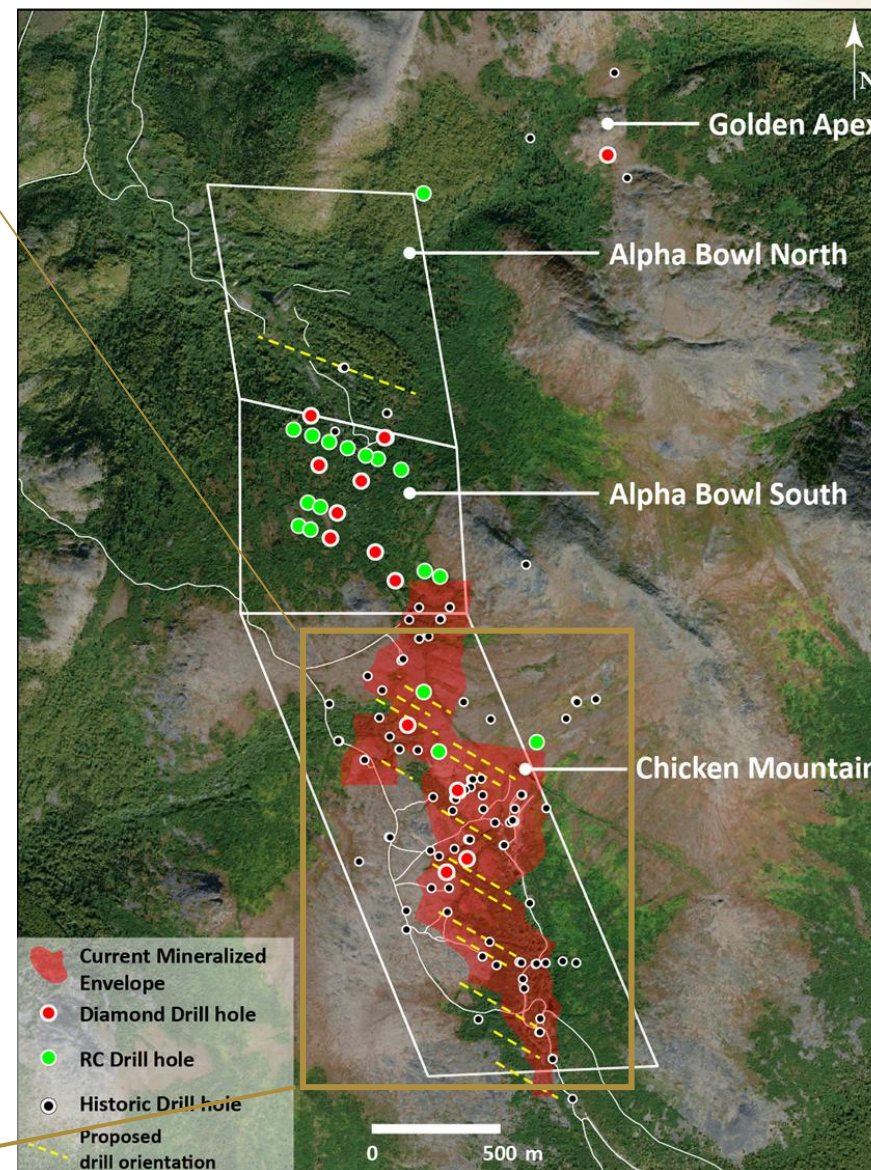 N
Golden Apex
Alpha Bowl North
Alpha Bowl South
Chicken Mountain
Current Mineralized
Envelope
Diamond Drill hole
RC Drill hole
Historic Drill hole
Proposed
drill orientation
0 500 m